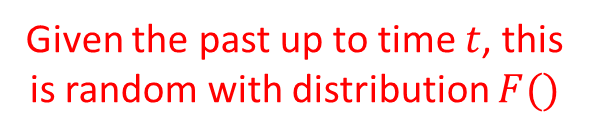 Given the past up to time t, this
is random with distribution F()